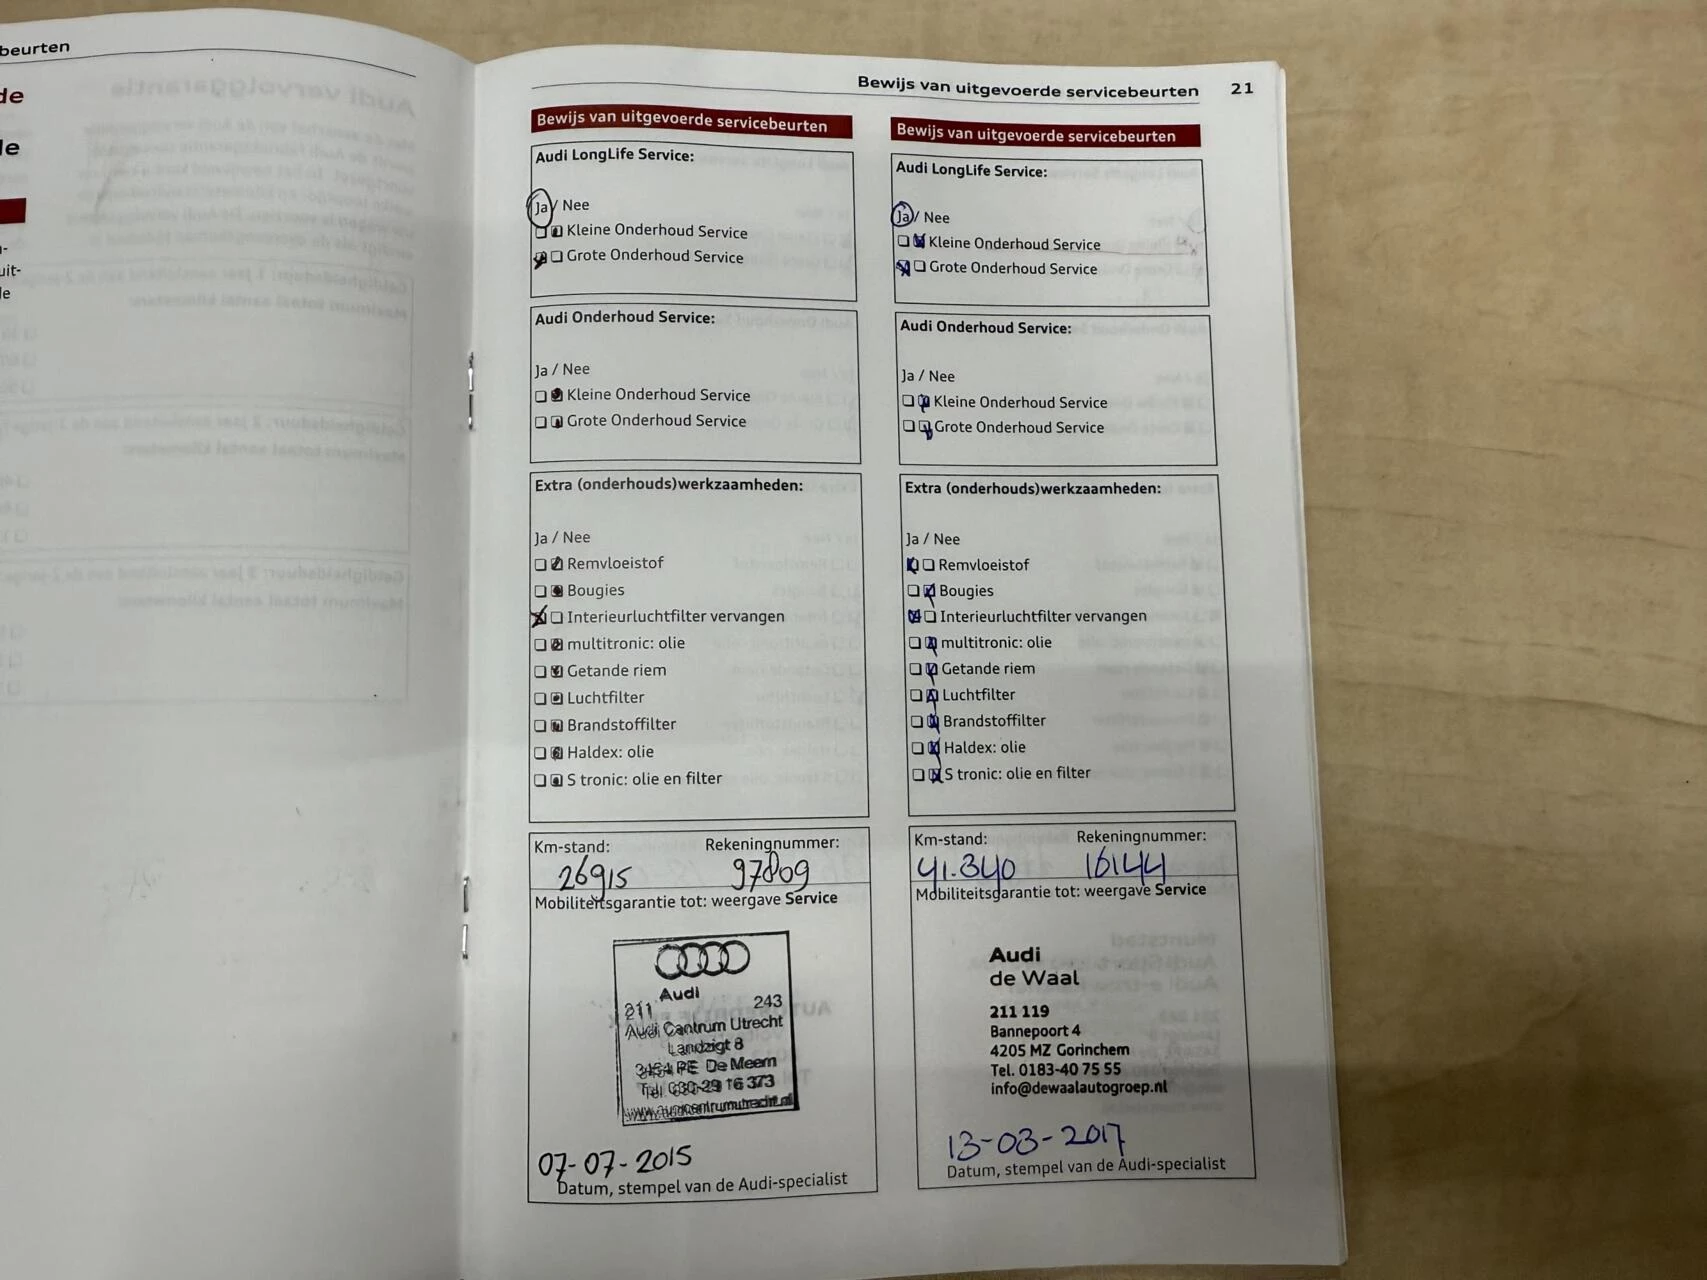 beurten
de
le
n-
uit-
le
Bewijs van uitgevoerde servicebeurten 21
Bewijs van uitgevoerde servicebeurten
Audi LongLife Service:
Ja / Nee
Kleine Onderhoud Service
Grote Onderhoud Service
Audi Onderhoud Service:
Ja / Nee
Kleine Onderhoud Service
Grote Onderhoud Service
Extra (onderhouds)werkzaamheden:
Ja / Nee
Remvloeistof
Bougies
Interieurluchtfilter vervangen
multitronic: olie
Getande riem
Luchtfilter
Brandstoffilter
Haldex: olie
S tronic: olie en filter
Km-stand: Rekeningnummer:
26915 97809
Mobiliteitsgarantie tot: weergave Service
Audi
211 243
Audi Centrum Utrecht
Landzigt 8
3454 PE De Meern
Tel. 030-29 16 373
www.audicentrumutrecht.nl
07-07-2015
Datum, stempel van de Audi-specialist
Bewijs van uitgevoerde servicebeurten
Audi LongLife Service:
Ja / Nee
Kleine Onderhoud Service
Grote Onderhoud Service
Audi Onderhoud Service:
Ja / Nee
Kleine Onderhoud Service
Grote Onderhoud Service
Extra (onderhouds)werkzaamheden:
Ja / Nee
Remvloeistof
Bougies
Interieurluchtfilter vervangen
multitronic: olie
Getande riem
Luchtfilter
Brandstoffilter
Haldex: olie
S tronic: olie en filter
Km-stand: Rekeningnummer:
41.340 16144
Mobiliteitsgarantie tot: weergave Service
Audi
de Waal
211 119
Bannepoort 4
4205 MZ Gorinchem
Tel. 0183-40 75 55
info@dewaalautogroep.nl
13-03-2017
Datum, stempel van de Audi-specialist